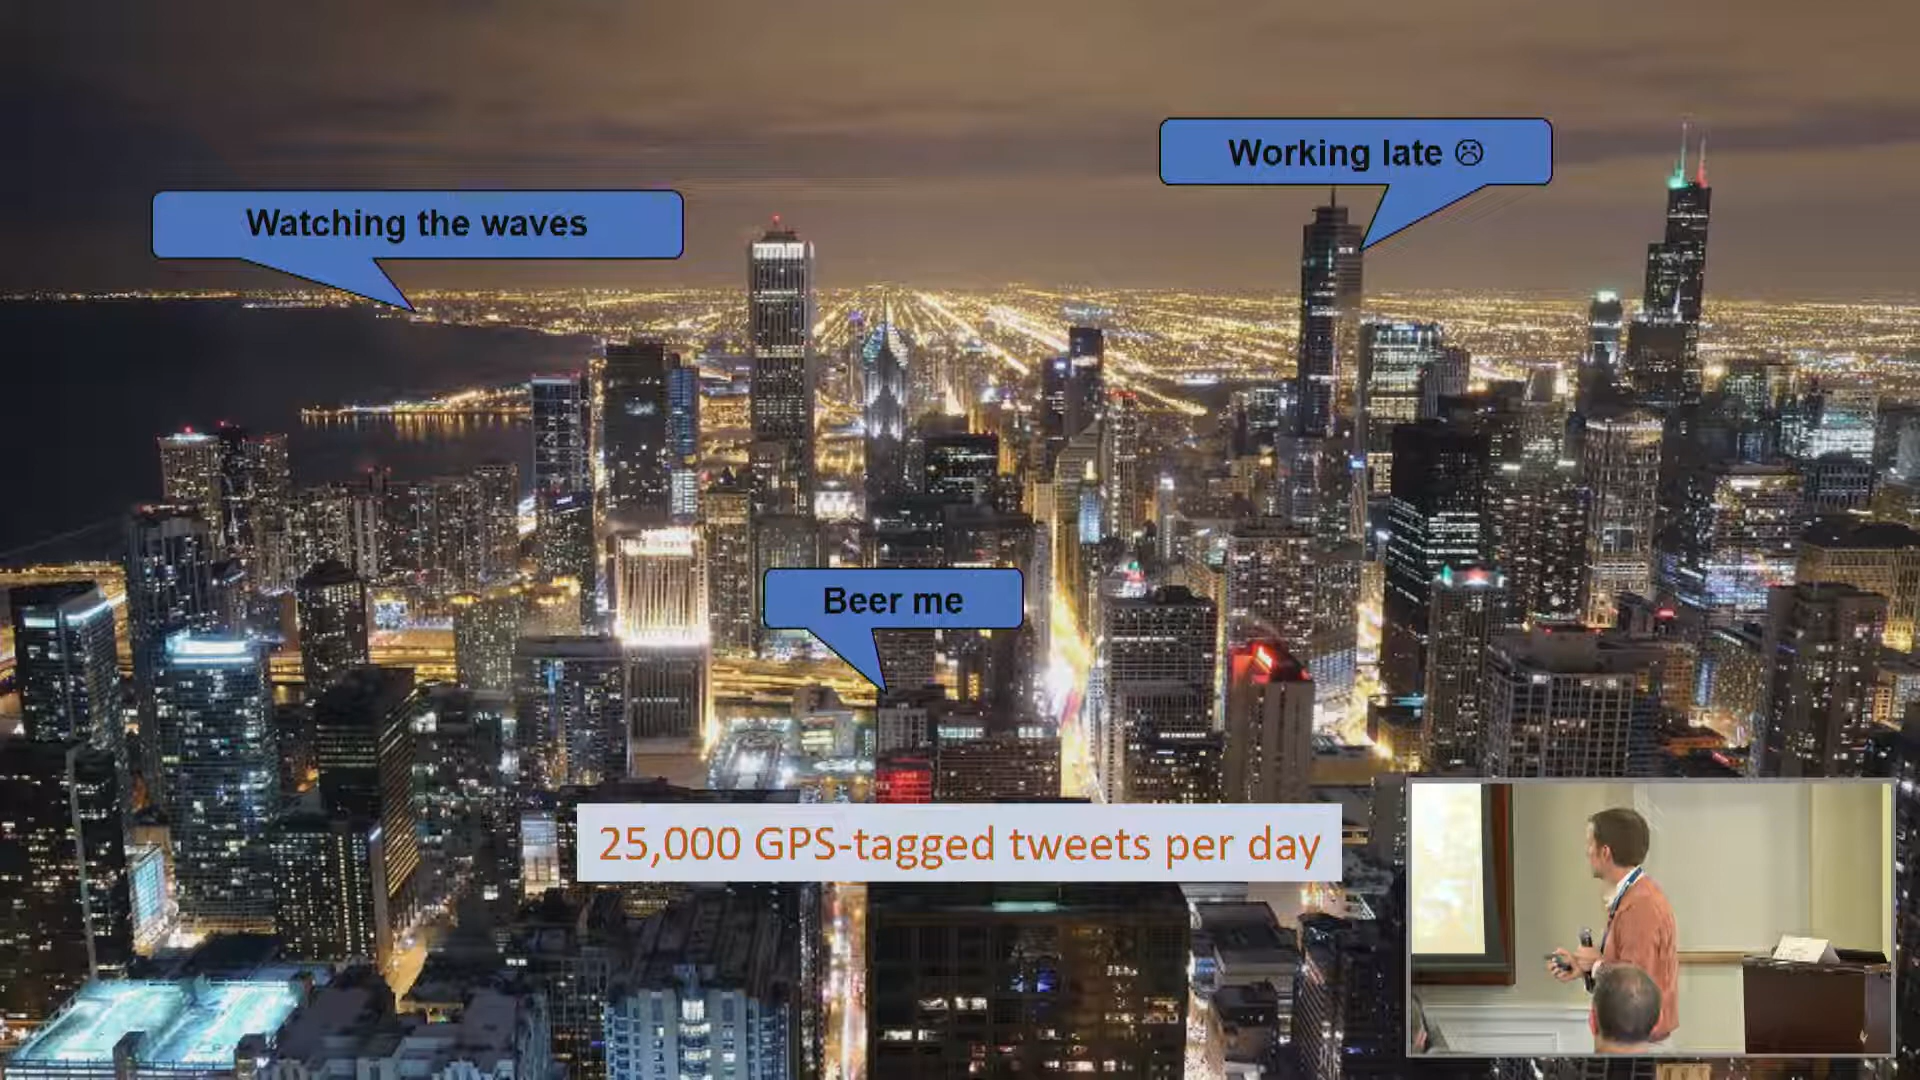 Working late ☹
Watching the waves
Beer me
25,000 GPS-tagged tweets per day